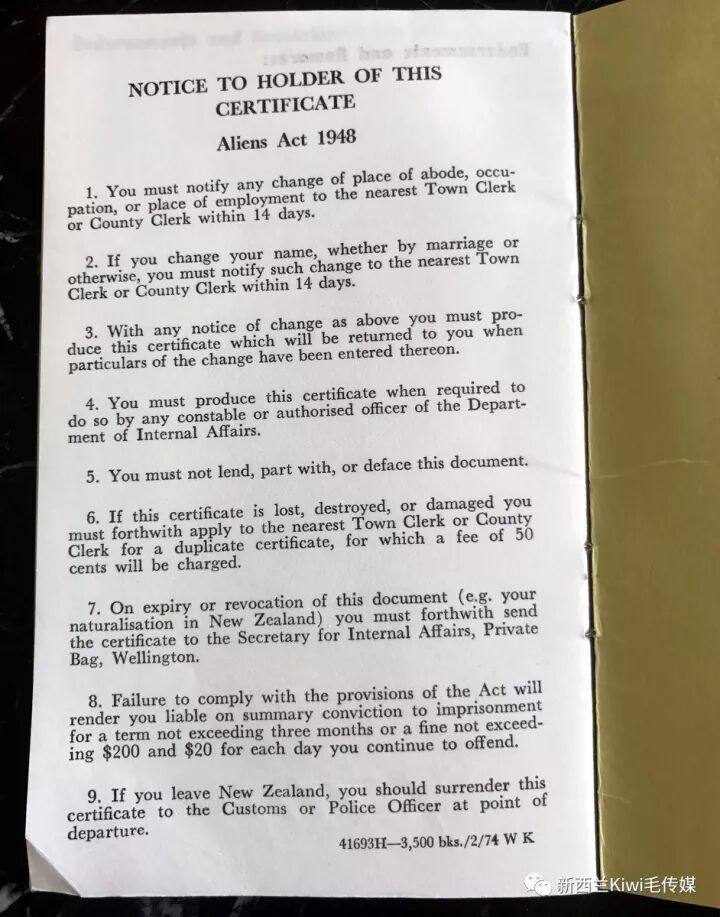 Endorsements and Remarks:
NOTICE TO HOLDER OF THIS
CERTIFICATE
Aliens Act 1948
1. You must notify any change of place of abode, occu-
pation, or place of employment to the nearest Town Clerk
or County Clerk within 14 days.
2. If you change your name, whether by marriage or
otherwise, you must notify such change to the nearest Town
Clerk or County Clerk within 14 days.
3. With any notice of change as above you must pro-
duce this certificate which will be returned to you when
particulars of the change have been entered thereon.
4. You must produce this certificate when required to
do so by any constable or authorised officer of the Depart-
ment of Internal Affairs.
5. You must not lend, part with, or deface this document.
6. If this certificate is lost, destroyed, or damaged you
must forthwith apply to the nearest Town Clerk or County
Clerk for a duplicate certificate, for which a fee of 50
cents will be charged.
7. On expiry or revocation of this document (e.g. your
naturalisation in New Zealand) you must forthwith send
the certificate to the Secretary for Internal Affairs, Private
Bag, Wellington.
8. Failure to comply with the provisions of the Act will
render you liable on summary conviction to imprisonment
for a term not exceeding three months or a fine not exceed-
ing $200 and $20 for each day you continue to offend.
9. If you leave New Zealand, you should surrender this
certificate to the Customs or Police Officer at point of
departure.
41693H—3,500 bks./2/74 W K
新西兰Kiwi毛传媒